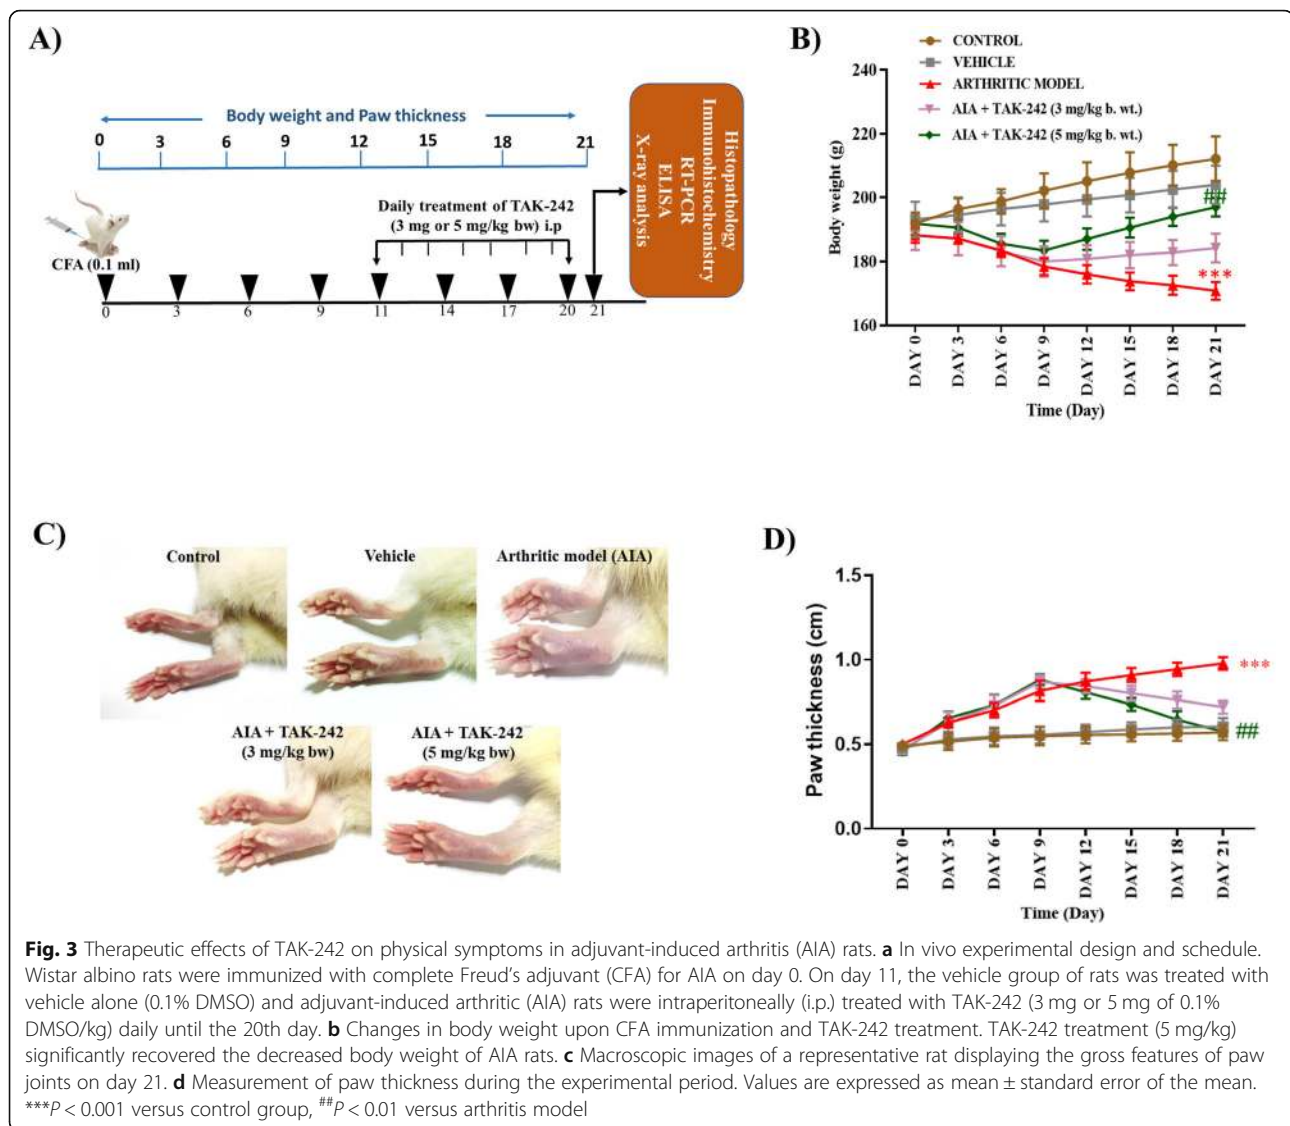 A)
Body weight and Paw thickness
0 3 6 9 12 15 18 21
Daily treatment of TAK-242
(3 mg or 5 mg/kg bw) i.p
CFA (0.1 ml)
0 3 6 9 11 14 17 20 21
Histopathology
Immunohistochemistry
RT-PCR
ELISA
X-ray analysis
B)
CONTROL
VEHICLE
ARTHRITIC MODEL
AIA + TAK-242 (3 mg/kg b. wt.)
AIA + TAK-242 (5 mg/kg b. wt.)
Body weight (g)
240
220
200
180
160
##
***
DAY 0 DAY 3 DAY 6 DAY 9 DAY 12 DAY 15 DAY 18 DAY 21
Time (Day)
C)
Control Vehicle Arthritic model (AIA)
AIA + TAK-242
(3 mg/kg bw)
AIA + TAK-242
(5 mg/kg bw)
D)
Paw thickness (cm)
1.5
1.0
0.5
0.0
***
##
DAY 0 DAY 3 DAY 6 DAY 9 DAY 12 DAY 15 DAY 18 DAY 21
Time (Day)
Fig. 3 Therapeutic effects of TAK-242 on physical symptoms in adjuvant-induced arthritis (AIA) rats. a In vivo experimental design and schedule.
Wistar albino rats were immunized with complete Freud's adjuvant (CFA) for AIA on day 0. On day 11, the vehicle group of rats was treated with
vehicle alone (0.1% DMSO) and adjuvant-induced arthritic (AIA) rats were intraperitoneally (i.p.) treated with TAK-242 (3 mg or 5 mg of 0.1%
DMSO/kg) daily until the 20th day. b Changes in body weight upon CFA immunization and TAK-242 treatment. TAK-242 treatment (5 mg/kg)
significantly recovered the decreased body weight of AIA rats. c Macroscopic images of a representative rat displaying the gross features of paw
joints on day 21. d Measurement of paw thickness during the experimental period. Values are expressed as mean ± standard error of the mean.
***P < 0.001 versus control group, ##P < 0.01 versus arthritis model